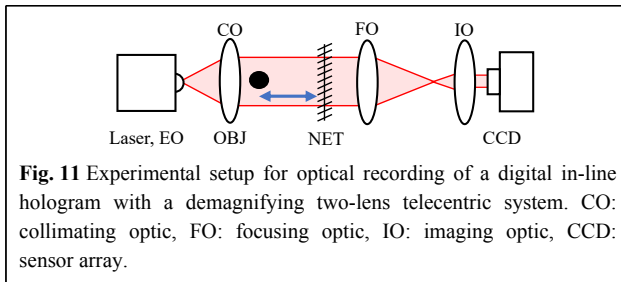 CO FO IO
Laser, EO OBJ NET CCD
Fig. 11 Experimental setup for optical recording of a digital in-line
hologram with a demagnifying two-lens telecentric system. CO:
collimating optic, FO: focusing optic, IO: imaging optic, CCD:
sensor array.